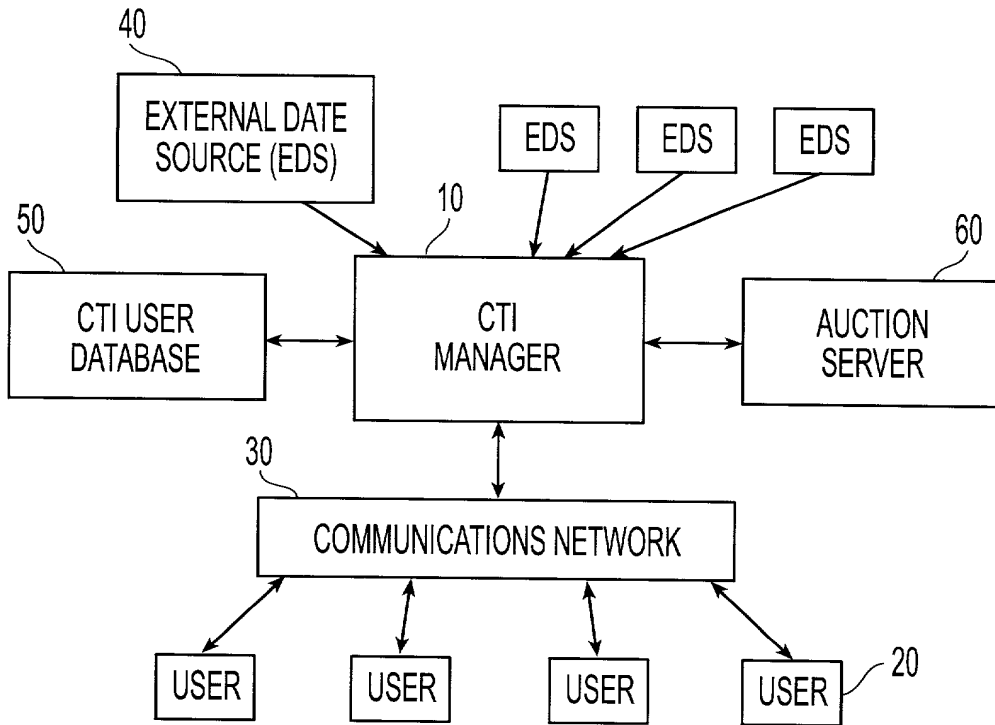 40
EXTERNAL DATE
SOURCE (EDS)
EDS
EDS
EDS
10
50
60
CTI USER
DATABASE
CTI
MANAGER
AUCTION
SERVER
30
COMMUNICATIONS NETWORK
USER
USER
USER
USER
20